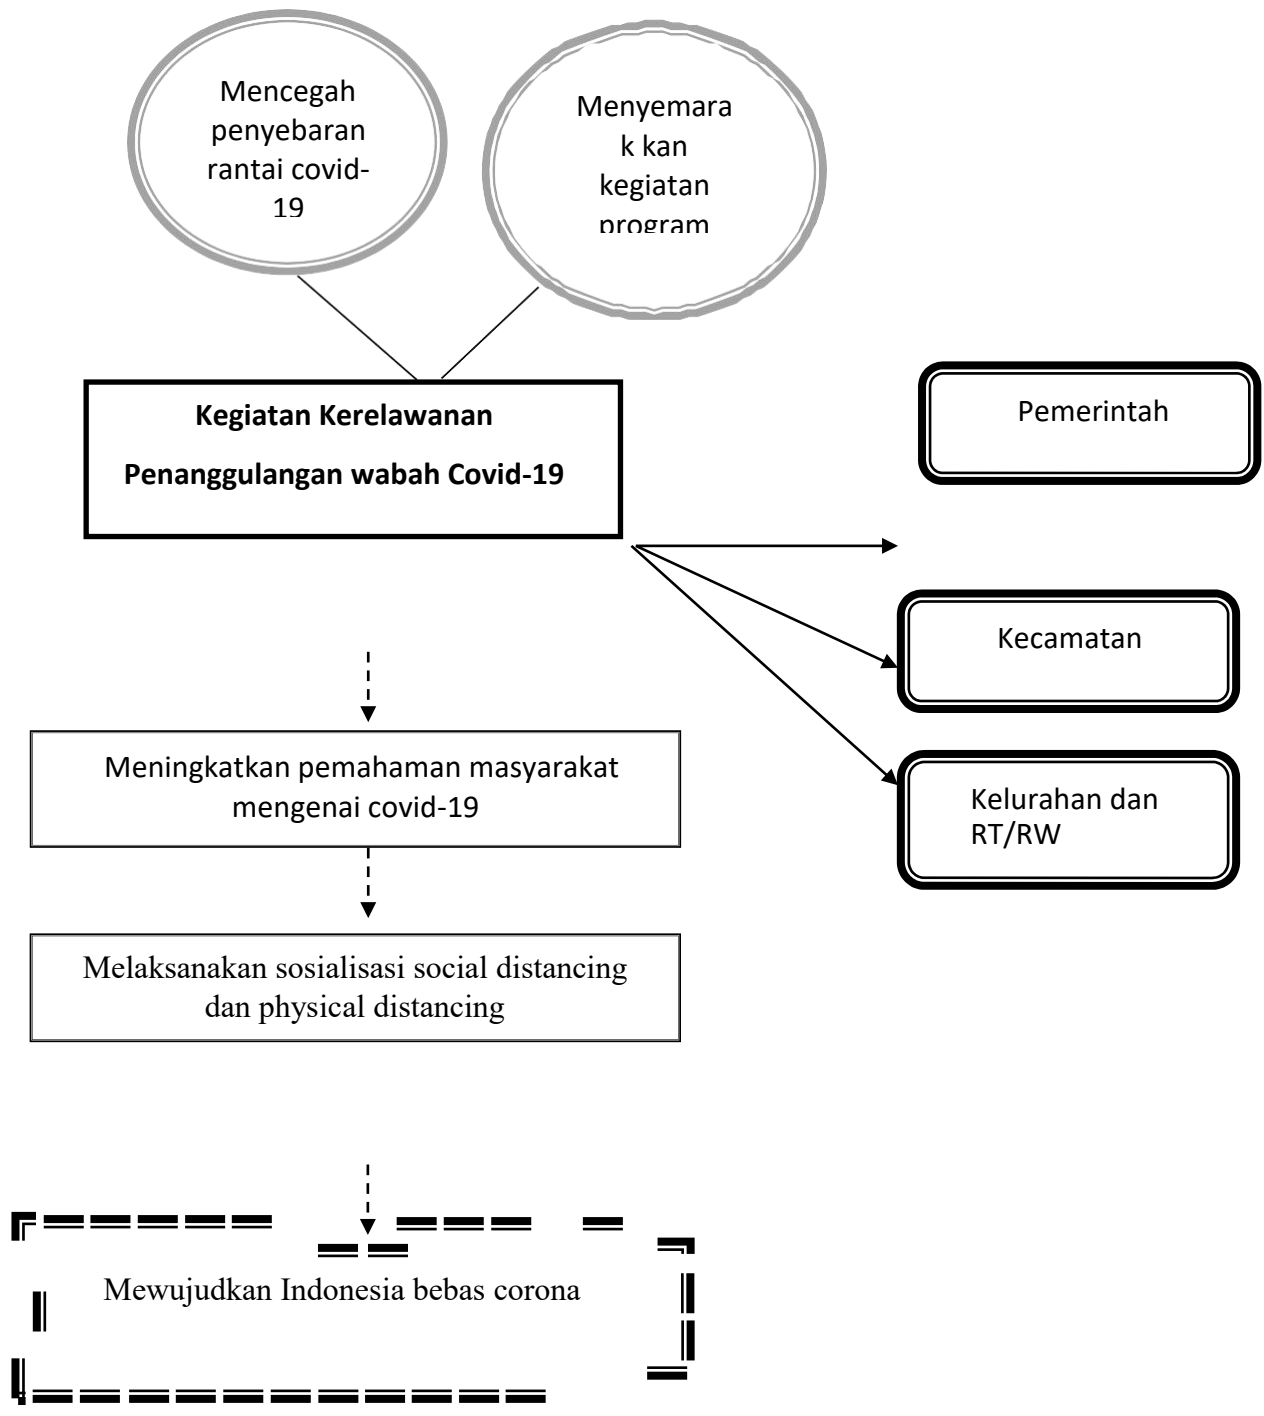 Mencegah
penyebaran
rantai covid-
19
Menyemara
k kan
kegiatan
program
Kegiatan Kerelawanan
Penanggulangan wabah Covid-19
Pemerintah
Kecamatan
Kelurahan dan
RT/RW
Meningkatkan pemahaman masyarakat
mengenai covid-19
Melaksanakan sosialisasi social distancing
dan physical distancing
Mewujudkan Indonesia bebas corona